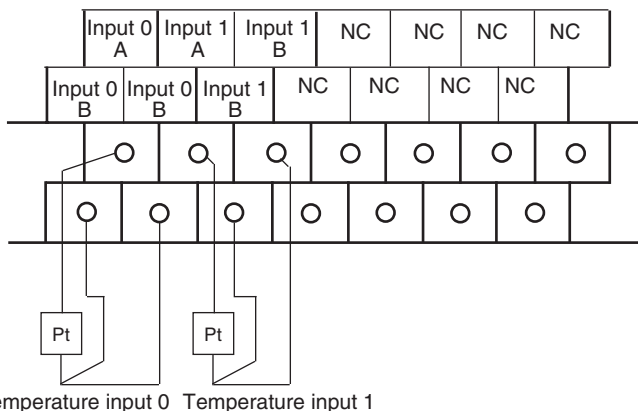 Input 0 A Input 1 A Input 1 B NC NC NC NC
Input 0 B Input 0 B Input 1 B NC NC NC NC
Pt Pt
emperature input 0 Temperature input 1